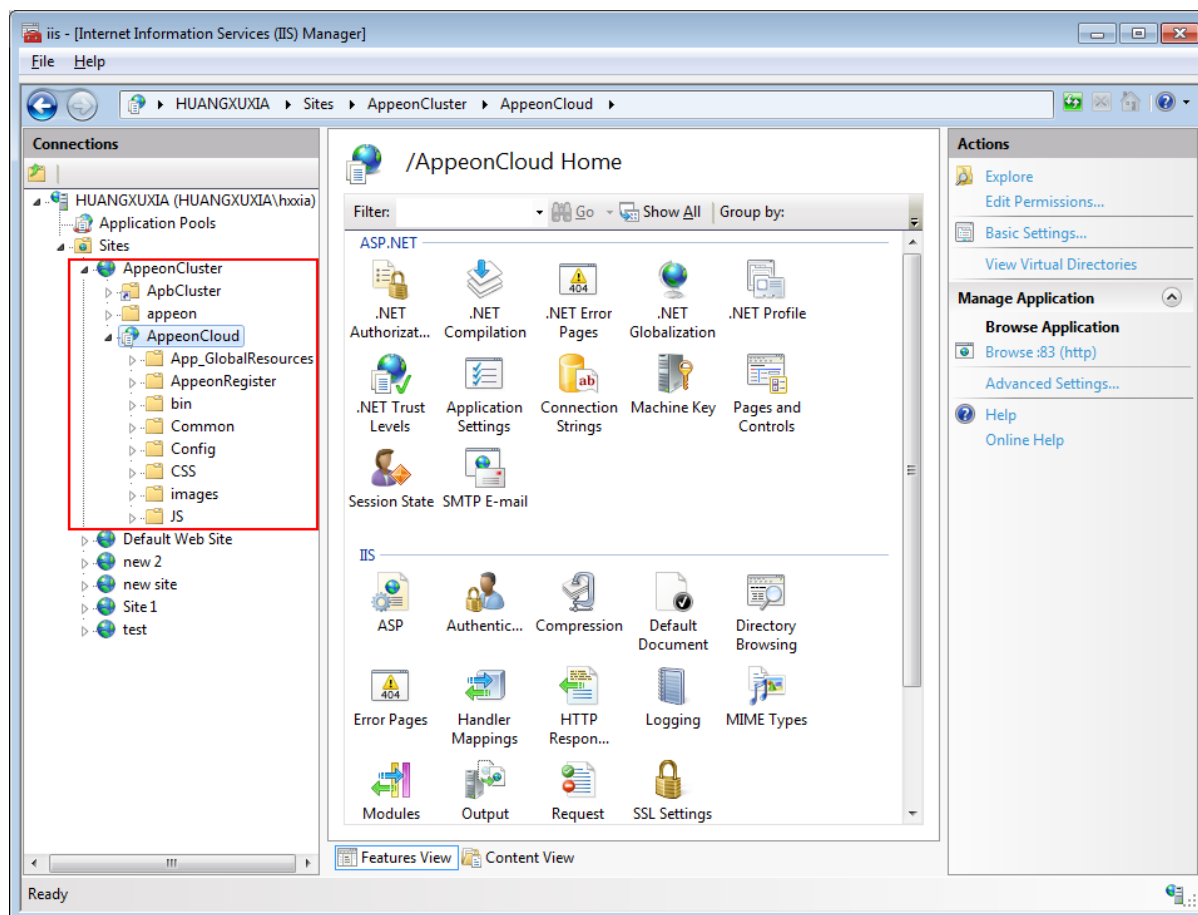 iis - [Internet Information Services (IIS) Manager]
File Help
HUANGXUXIA Sites AppeonCluster AppeonCloud
Connections
HUANGXUXIA (HUANGXUXIA\hxxia)
Application Pools
Sites
AppeonCluster
ApbCluster
appeon
AppeonCloud
App_GlobalResources
AppeonRegister
bin
Common
Config
CSS
images
JS
Default Web Site
new 2
new site
Site 1
test
/AppeonCloud Home
Filter: Go Show All Group by:
ASP.NET
.NET Authorizat...
.NET Compilation
404
.NET Error Pages
.NET Globalization
.NET Profile
.NET Trust Levels
Application Settings
ab
Connection Strings
Machine Key
Pages and Controls
Session State
SMTP E-mail
IIS
ASP
Authentic...
Compression
Default Document
Directory Browsing
404
Error Pages
Handler Mappings
HTTP Respon...
Logging
MIME Types
Modules
Output
Request
SSL Settings
Features View Content View
Actions
Explore
Edit Permissions...
Basic Settings...
View Virtual Directories
Manage Application
Browse Application
Browse :83 (http)
Advanced Settings...
Help
Online Help
Ready